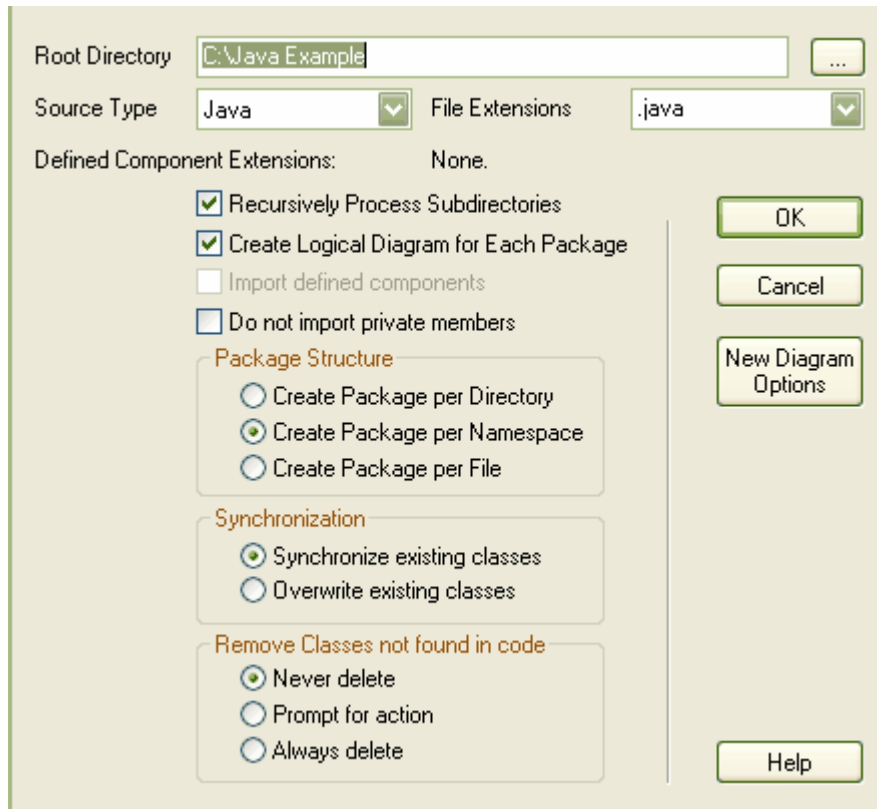 Root Directory C:\Java Example ...
Source Type Java File Extensions .java
Defined Component Extensions: None.
Recursively Process Subdirectories
Create Logical Diagram for Each Package
Import defined components
Do not import private members
Package Structure
Create Package per Directory
Create Package per Namespace
Create Package per File
Synchronization
Synchronize existing classes
Overwrite existing classes
Remove Classes not found in code
Never delete
Prompt for action
Always delete
OK
Cancel
New Diagram
Options
Help